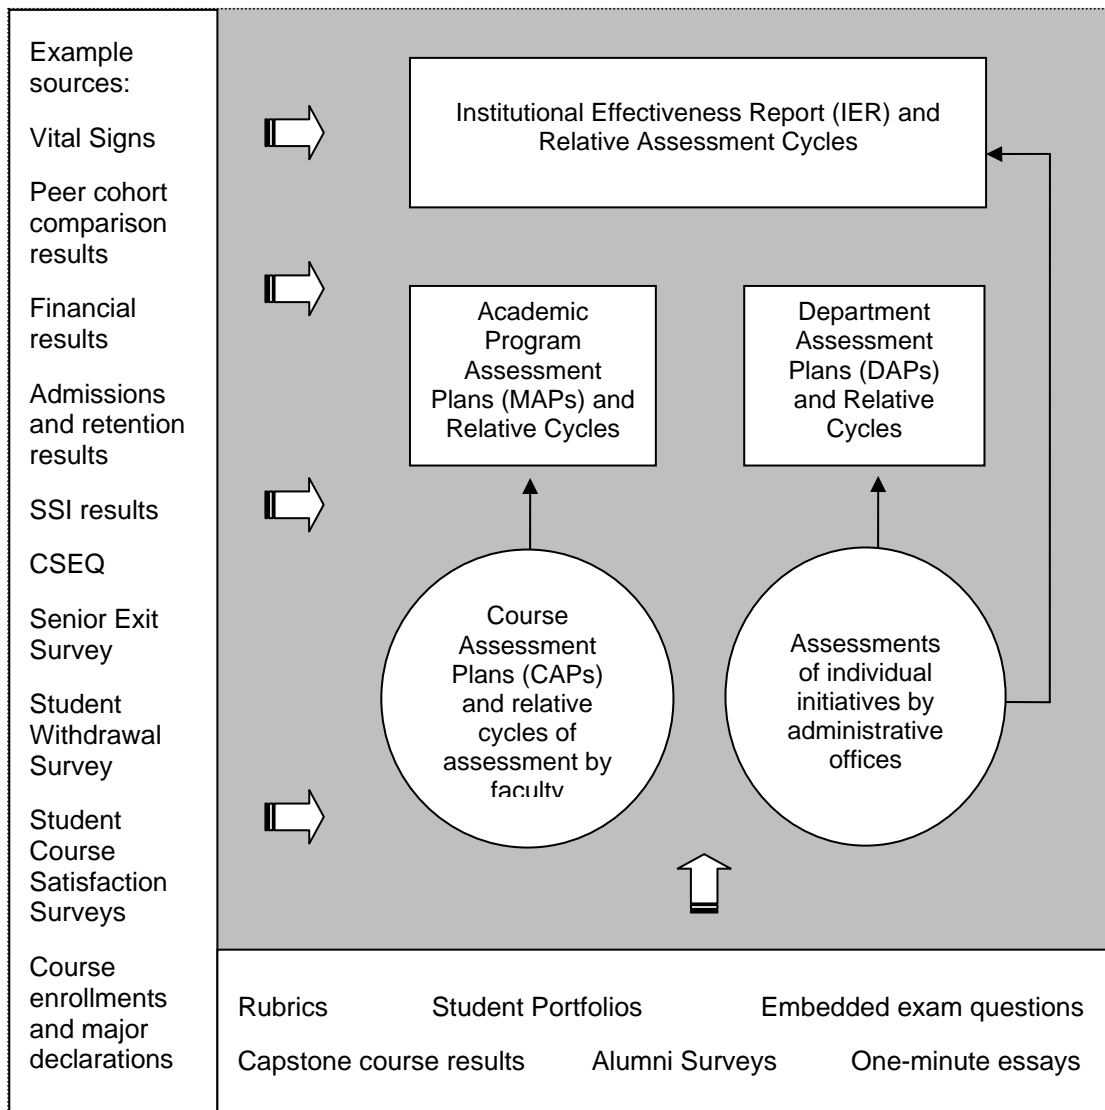 Example
sources:
Vital Signs
Peer cohort
comparison
results
Financial
results
Admissions
and retention
results
SSI results
CSEQ
Senior Exit
Survey
Student
Withdrawal
Survey
Student
Course
Satisfaction
Surveys
Course
enrollments
and major
declarations
Institutional Effectiveness Report (IER) and
Relative Assessment Cycles
Academic
Program
Assessment
Plans (MAPs) and
Relative Cycles
Department
Assessment
Plans (DAPs)
and Relative
Cycles
Course
Assessment
Plans (CAPs)
and relative
cycles of
assessment by
faculty
Assessments
of individual
initiatives by
administrative
offices
Rubrics Student Portfolios Embedded exam questions
Capstone course results Alumni Surveys One-minute essays